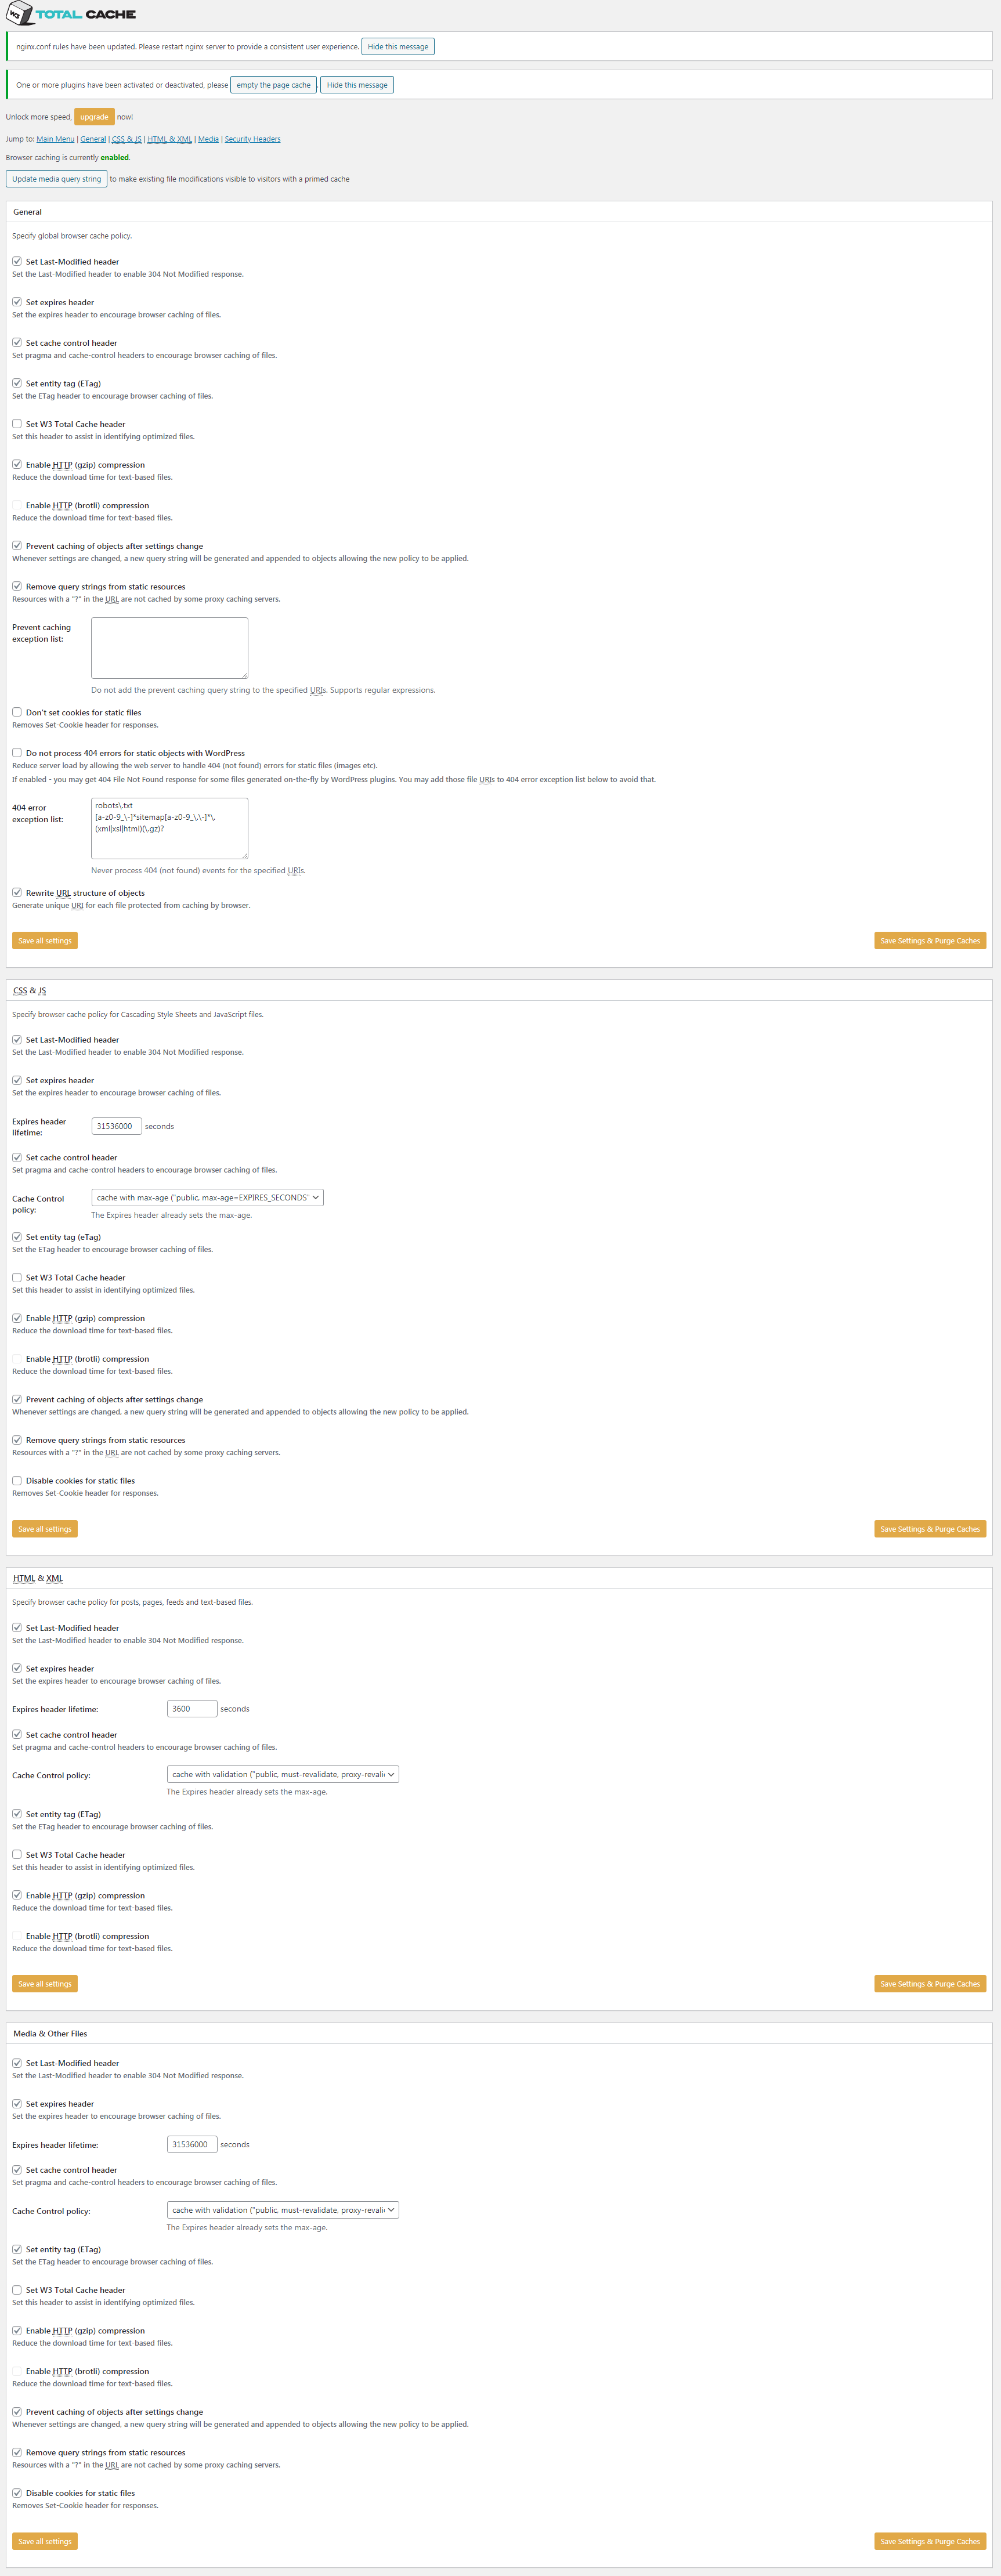 W3 TOTAL CACHE
nginx.conf rules have been updated. Please restart nginx server to provide a consistent user experience. Hide this message
One or more plugins have been activated or deactivated, please empty the page cache. Hide this message
Unlock more speed, upgrade now!
Jump to: Main Menu | General | CSS & JS | HTML & XML | Media | Security Headers
Browser caching is currently enabled.
Update media query string to make existing file modifications visible to visitors with a primed cache
General
Specify global browser cache policy.
Set Last-Modified header
Set the Last-Modified header to enable 304 Not Modified response.
Set expires header
Set the expires header to encourage browser caching of files.
Set cache control header
Set pragma and cache-control headers to encourage browser caching of files.
Set entity tag (ETag)
Set the ETag header to encourage browser caching of files.
Set W3 Total Cache header
Set this header to assist in identifying optimized files.
Enable HTTP (gzip) compression
Reduce the download time for text-based files.
Enable HTTP (brotli) compression
Reduce the download time for text-based files.
Prevent caching of objects after settings change
Whenever settings are changed, a new query string will be generated and appended to objects allowing the new policy to be applied.
Remove query strings from static resources
Resources with a "?" in the URL are not cached by some proxy caching servers.
Prevent caching
exception list:
Do not add the prevent caching query string to the specified URIs. Supports regular expressions.
Don't set cookies for static files
Removes Set-Cookie header for responses.
Do not process 404 errors for static objects with WordPress
Reduce server load by allowing the web server to handle 404 (not found) errors for static files (images etc).
If enabled - you may get 404 File Not Found response for some files generated on-the-fly by WordPress plugins. You may add those file URIs to 404 error exception list below to avoid that.
404 error
exception list:
robots\.txt
[a-z0-9_\-]*sitemap[a-z0-9_\.\-]*\.
(xml|xsl|html)(\.gz)?
Never process 404 (not found) events for the specified URIs.
Rewrite URL structure of objects
Generate unique URI for each file protected from caching by browser.
Save all settings
Save Settings & Purge Caches
CSS & JS
Specify browser cache policy for Cascading Style Sheets and JavaScript files.
Set Last-Modified header
Set the Last-Modified header to enable 304 Not Modified response.
Set expires header
Set the expires header to encourage browser caching of files.
Expires header
lifetime:
31536000 seconds
Set cache control header
Set pragma and cache-control headers to encourage browser caching of files.
Cache Control
policy:
cache with max-age ("public, max-age=EXPIRES_SECONDS"
The Expires header already sets the max-age.
Set entity tag (eTag)
Set the ETag header to encourage browser caching of files.
Set W3 Total Cache header
Set this header to assist in identifying optimized files.
Enable HTTP (gzip) compression
Reduce the download time for text-based files.
Enable HTTP (brotli) compression
Reduce the download time for text-based files.
Prevent caching of objects after settings change
Whenever settings are changed, a new query string will be generated and appended to objects allowing the new policy to be applied.
Remove query strings from static resources
Resources with a "?" in the URL are not cached by some proxy caching servers.
Disable cookies for static files
Removes Set-Cookie header for responses.
Save all settings
Save Settings & Purge Caches
HTML & XML
Specify browser cache policy for posts, pages, feeds and text-based files.
Set Last-Modified header
Set the Last-Modified header to enable 304 Not Modified response.
Set expires header
Set the expires header to encourage browser caching of files.
Expires header lifetime: 3600 seconds
Set cache control header
Set pragma and cache-control headers to encourage browser caching of files.
Cache Control policy: cache with validation ("public, must-revalidate, proxy-revali
The Expires header already sets the max-age.
Set entity tag (ETag)
Set the ETag header to encourage browser caching of files.
Set W3 Total Cache header
Set this header to assist in identifying optimized files.
Enable HTTP (gzip) compression
Reduce the download time for text-based files.
Enable HTTP (brotli) compression
Reduce the download time for text-based files.
Save all settings
Save Settings & Purge Caches
Media & Other Files
Set Last-Modified header
Set the Last-Modified header to enable 304 Not Modified response.
Set expires header
Set the expires header to encourage browser caching of files.
Expires header lifetime: 31536000 seconds
Set cache control header
Set pragma and cache-control headers to encourage browser caching of files.
Cache Control policy: cache with validation ("public, must-revalidate, proxy-revali
The Expires header already sets the max-age.
Set entity tag (ETag)
Set the ETag header to encourage browser caching of files.
Set W3 Total Cache header
Set this header to assist in identifying optimized files.
Enable HTTP (gzip) compression
Reduce the download time for text-based files.
Enable HTTP (brotli) compression
Reduce the download time for text-based files.
Prevent caching of objects after settings change
Whenever settings are changed, a new query string will be generated and appended to objects allowing the new policy to be applied.
Remove query strings from static resources
Resources with a "?" in the URL are not cached by some proxy caching servers.
Disable cookies for static files
Removes Set-Cookie header for responses.
Save all settings
Save Settings & Purge Caches